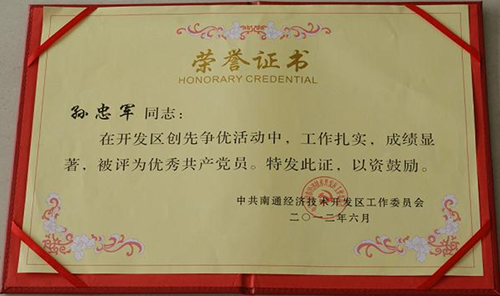 荣誉证书
HONORARY CREDENTIAL
孙忠军同志：
在开发区创先争优活动中，工作扎实，成绩显
著，被评为优秀共产党员。特发此证，以资鼓励。
中共南通经济技术开发区工作委员会
二〇一二年六月